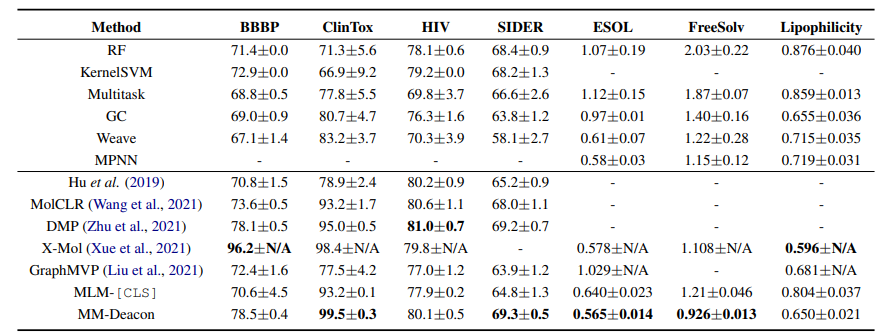 Method BBBP ClinTox HIV SIDER ESOL FreeSolv Lipophilicity
RF 71.4±0.0 71.3±5.6 78.1±0.6 68.4±0.9 1.07±0.19 2.03±0.22 0.876±0.040
KernelSVM 72.9±0.0 66.9±9.2 79.2±0.0 68.2±1.3 - - -
Multitask 68.8±0.5 77.8±5.5 69.8±3.7 66.6±2.6 1.12±0.15 1.87±0.07 0.859±0.013
GC 69.0±0.9 80.7±4.7 76.3±1.6 63.8±1.2 0.97±0.01 1.40±0.16 0.655±0.036
Weave 67.1±1.4 83.2±3.7 70.3±3.9 58.1±2.7 0.61±0.07 1.22±0.28 0.715±0.035
MPNN - - - - 0.58±0.03 1.15±0.12 0.719±0.031
Hu et al. (2019) 70.8±1.5 78.9±2.4 80.2±0.9 65.2±0.9 - - -
MolCLR (Wang et al., 2021) 73.6±0.5 93.2±1.7 80.6±1.1 68.0±1.1 - - -
DMP (Zhu et al., 2021) 78.1±0.5 95.0±0.5 81.0±0.7 69.2±0.7 - - -
X-Mol (Xue et al., 2021) 96.2±N/A 98.4±N/A 79.8±N/A - 0.578±N/A 1.108±N/A 0.596±N/A
GraphMVP (Liu et al., 2021) 72.4±1.6 77.5±4.2 77.0±1.2 63.9±1.2 1.029±N/A - 0.681±N/A
MLM-[CLS] 70.6±4.5 93.2±0.1 77.9±0.2 64.8±1.3 0.640±0.023 1.21±0.046 0.804±0.037
MM-Deacon 78.5±0.4 99.5±0.3 80.1±0.5 69.3±0.5 0.565±0.014 0.926±0.013 0.650±0.021